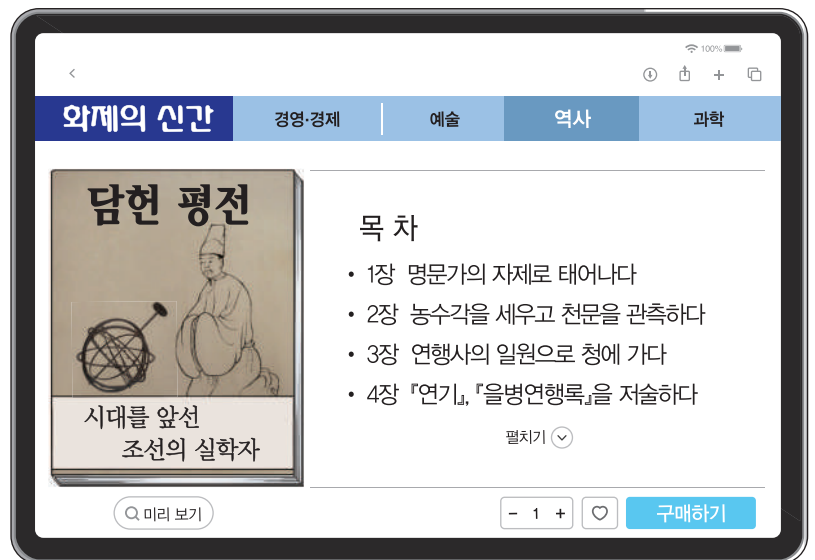 100%
화제의 신간
경영·경제
예술
역사
과학
담헌 평전
시대를 앞선
조선의 실학자
목 차
• 1장 명문가의 자제로 태어나다
• 2장 농수각을 세우고 천문을 관측하다
• 3장 연행사의 일원으로 청에 가다
• 4장 『연기』, 『을병연행록』을 저술하다
펼치기
미리 보기
− 1 +
구매하기